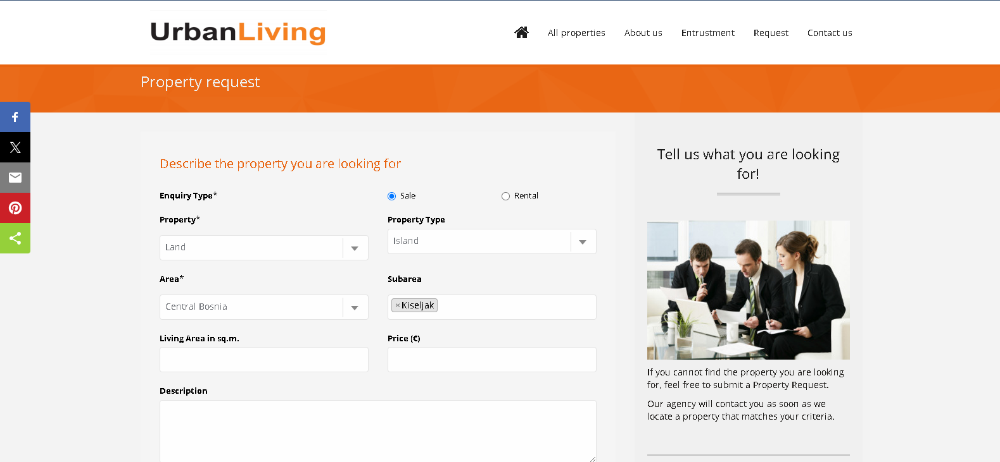 UrbanLiving
All properties
About us
Entrustment
Request
Contact us
Property request
Describe the property you are looking for
Enquiry Type*
Sale
Rental
Property*
Property Type
Land
Island
Area*
Subarea
Central Bosnia
×Kiseljak
Living Area in sq.m.
Price (€)
Description
Tell us what you are looking
for!
If you cannot find the property you are looking
for, feel free to submit a Property Request.
Our agency will contact you as soon as we
locate a property that matches your criteria.